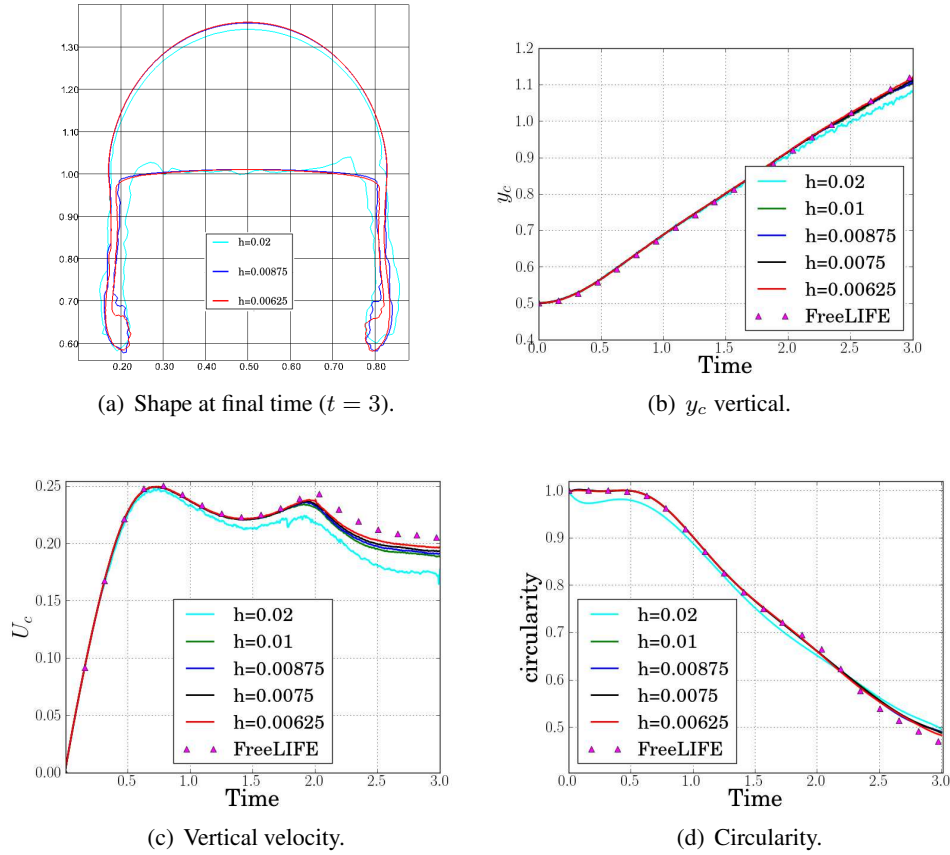 1.30
1.20
1.10
1.00
0.90
0.80
0.70
0.60
0.20
0.30
0.40
0.50
0.60
0.70
0.80
h=0.02
h=0.00875
h=0.00625
(a) Shape at final time (t = 3).
1.2
1.1
1.0
0.9
0.8
0.7
0.6
0.5
0.4
y_c
0.0
0.5
1.0
1.5
2.0
2.5
3.0
Time
h=0.02
h=0.01
h=0.00875
h=0.0075
h=0.00625
FreeLIFE
(b) y_c vertical.
0.25
0.20
0.15
0.10
0.05
0.00
U_c
0.5
1.0
1.5
2.0
2.5
3.0
Time
h=0.02
h=0.01
h=0.00875
h=0.0075
h=0.00625
FreeLIFE
(c) Vertical velocity.
1.0
0.9
0.8
0.7
0.6
0.5
circularity
0.0
0.5
1.0
1.5
2.0
2.5
3.0
Time
h=0.02
h=0.01
h=0.00875
h=0.0075
h=0.00625
FreeLIFE
(d) Circularity.